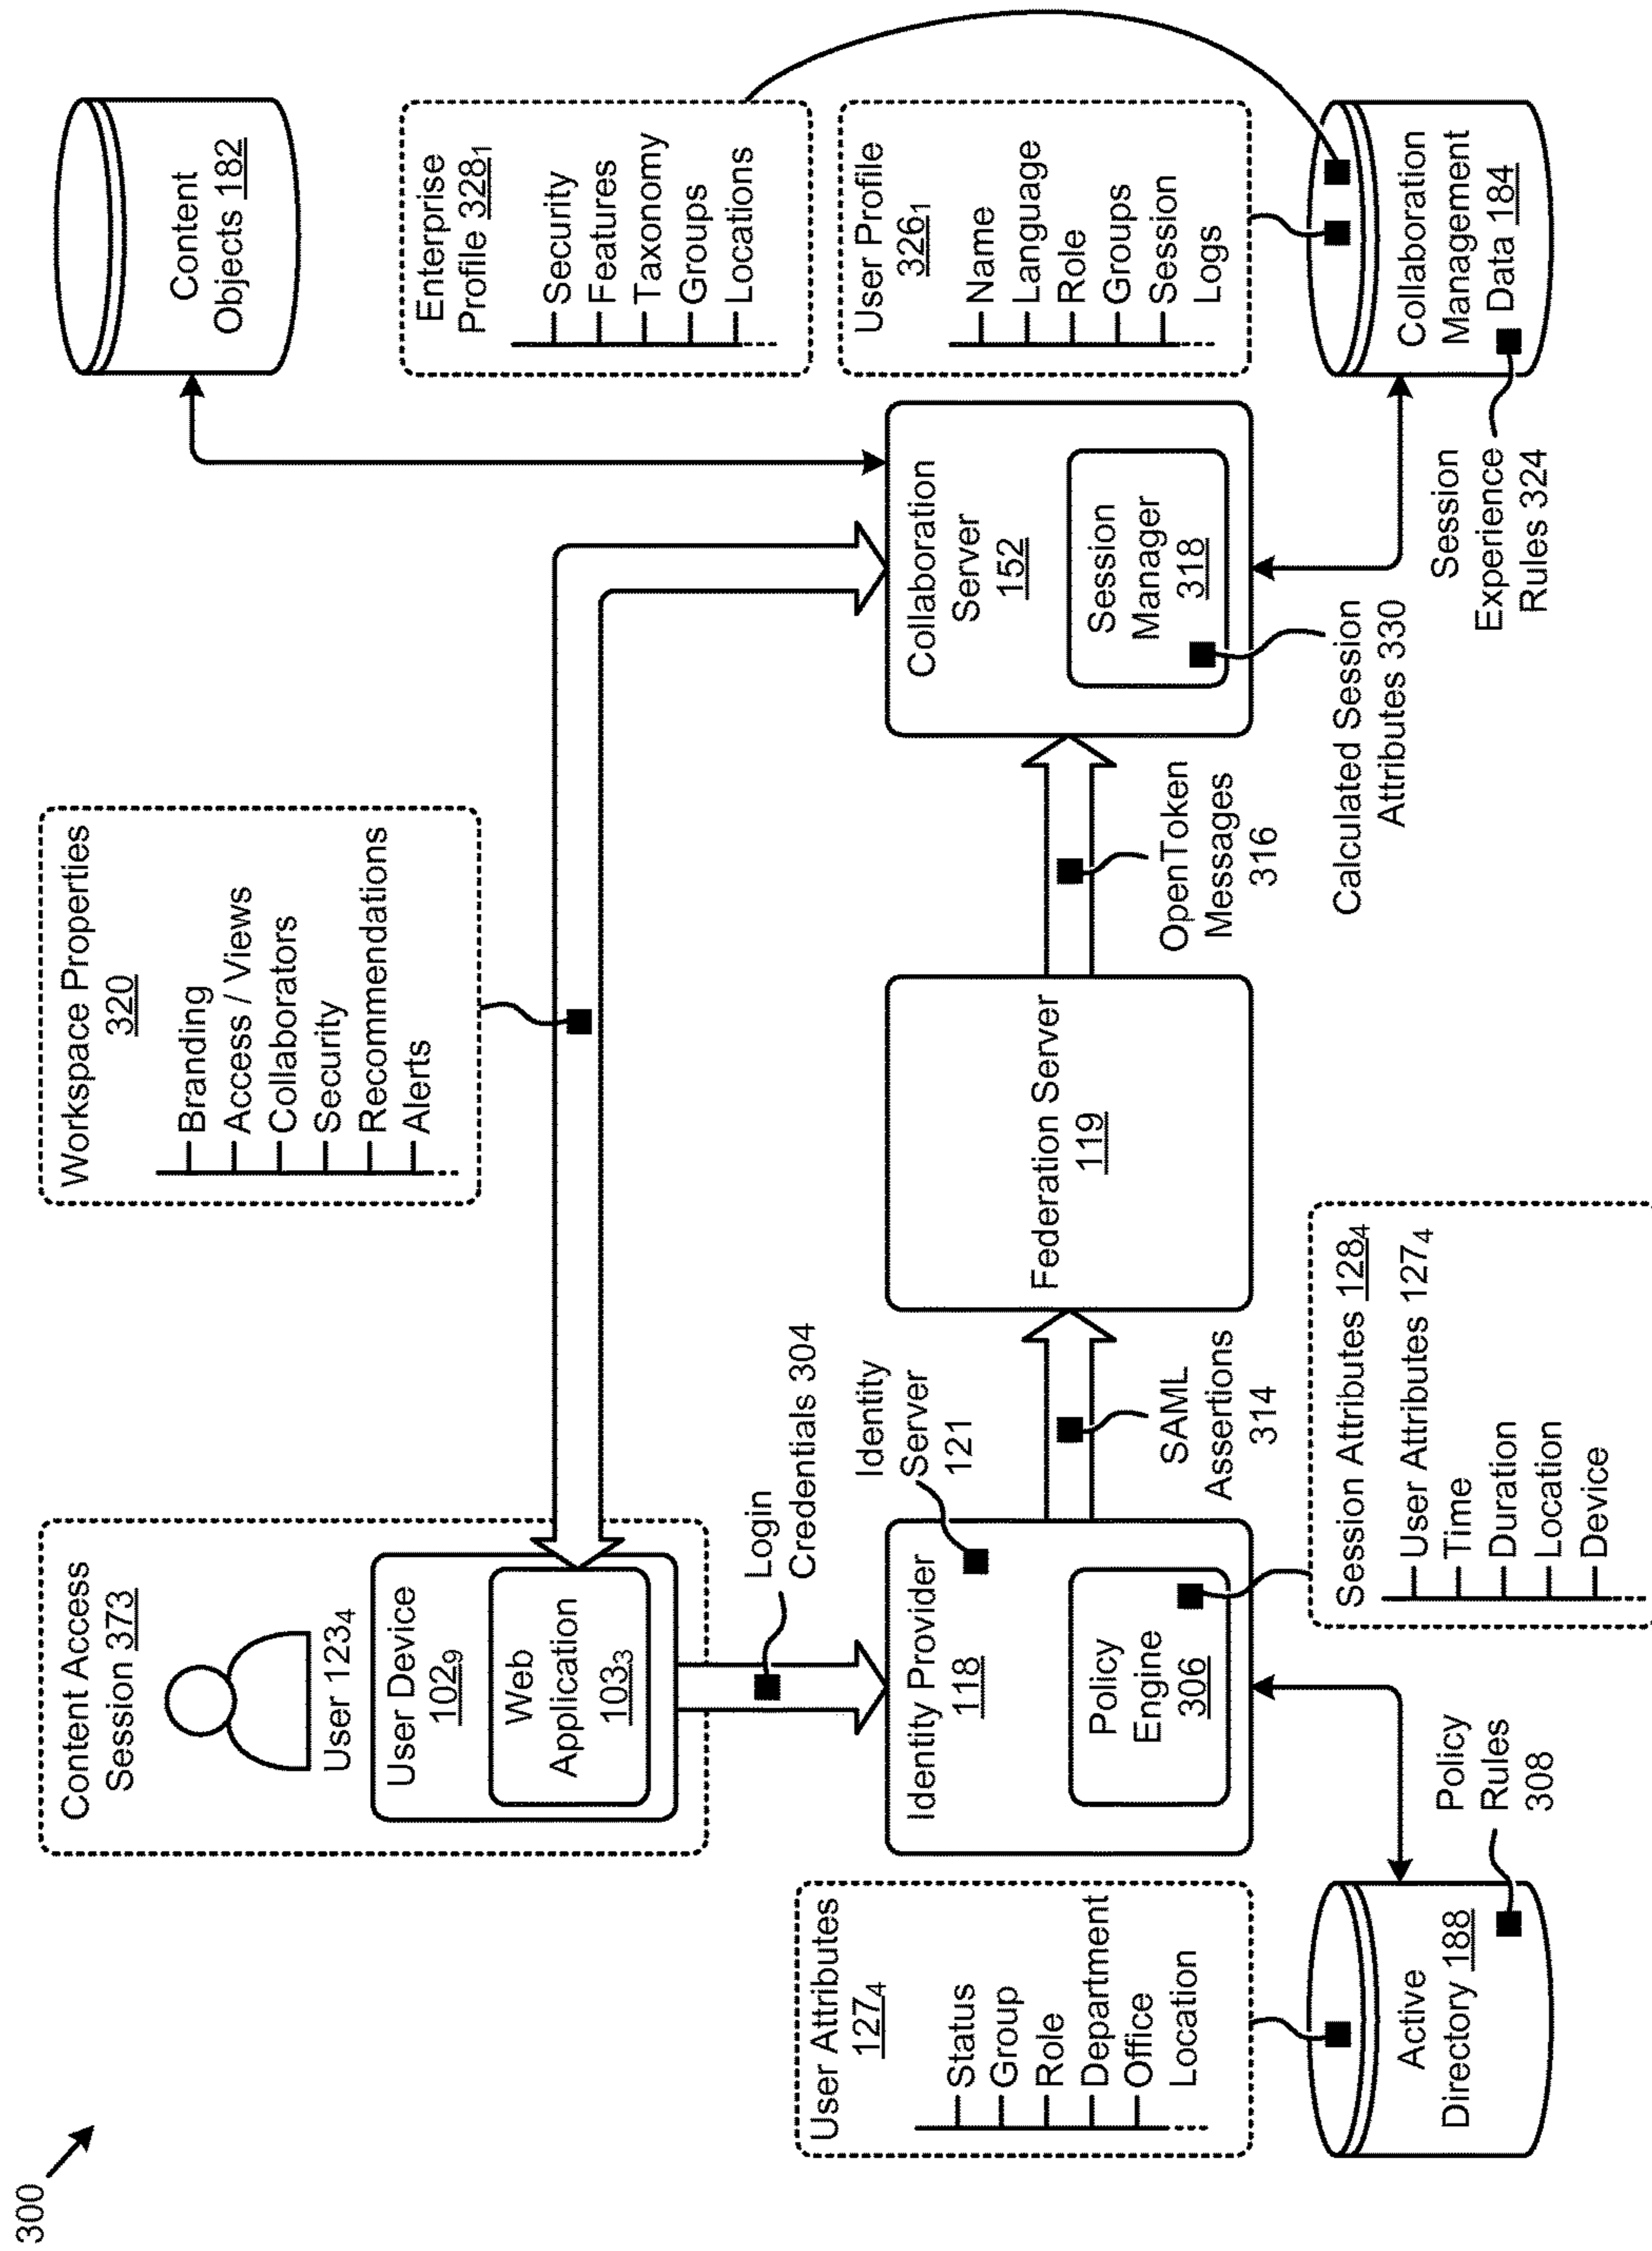 300
Content Access
Session 373
User 123₄
User Device
102₉
Web
Application
103₃
Workspace Properties
320
Branding
Access / Views
Collaborators
Security
Recommendations
Alerts
Content
Objects 182
Enterprise
Profile 328₁
Security
Features
Taxonomy
Groups
Locations
User Profile
326₁
Name
Language
Role
Groups
Session
Logs
Login
Credentials 304
User Attributes
127₄
Status
Group
Role
Department
Office
Location
Identity Provider
118
Policy
Engine
306
Identity
Server
121
SAML
Assertions
314
Federation Server
119
OpenToken
Messages
316
Collaboration
Server
152
Session
Manager
318
Calculated Session
Attributes 330
Active
Directory 188
Policy
Rules
308
Session Attributes 128₄
User Attributes 127₄
Time
Duration
Location
Device
Session
Experience
Rules 324
Collaboration
Management
Data 184